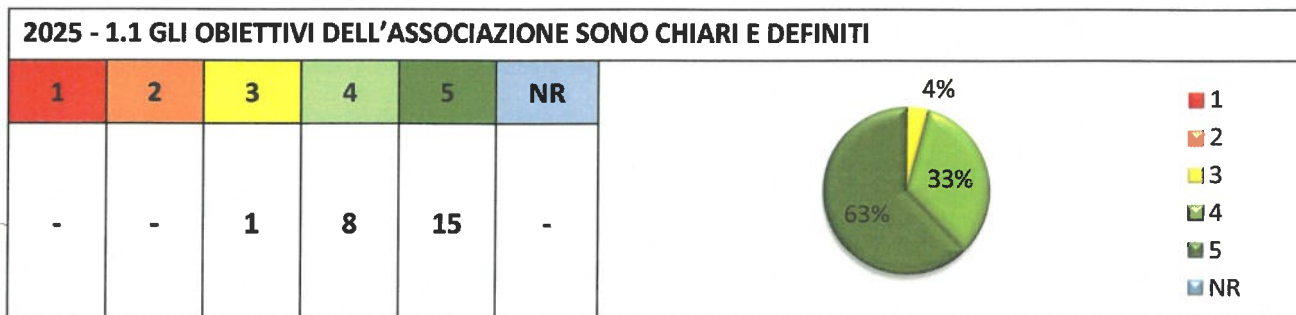 2025 - 1.1 GLI OBIETTIVI DELL'ASSOCIAZIONE SONO CHIARI E DEFINITI
1 2 3 4 5 NR
- - 1 8 15 -
4%
33%
63%
1
2
3
4
5
NR